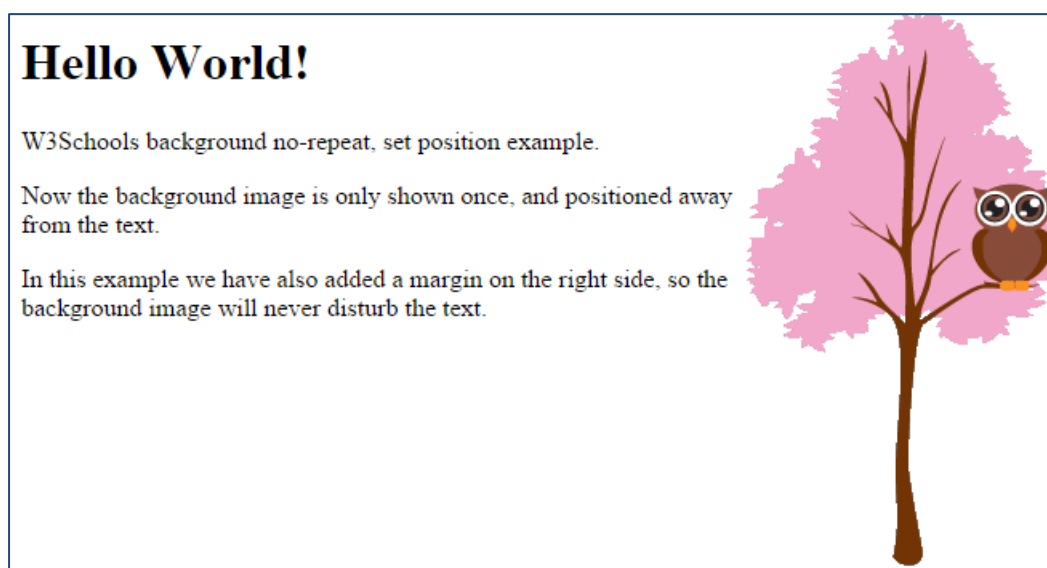 Hello World!
W3Schools background no-repeat, set position example.
Now the background image is only shown once, and positioned away
from the text.
In this example we have also added a margin on the right side, so the
background image will never disturb the text.